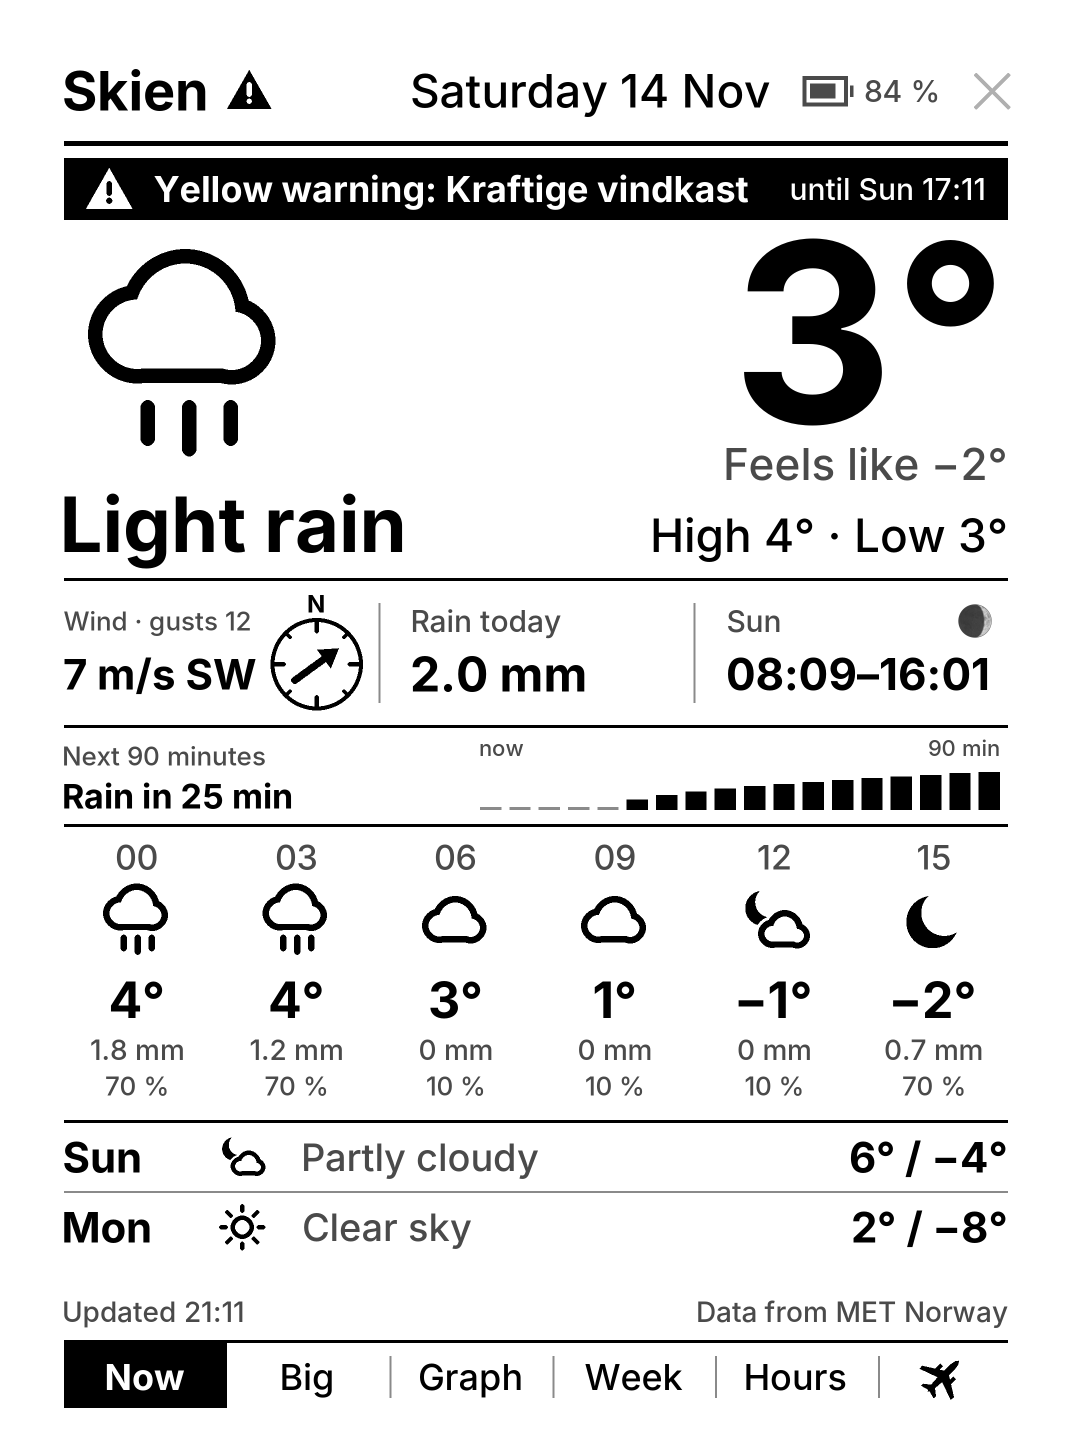 Skien Saturday 14 Nov 84 %
Yellow warning: Kraftige vindkast until Sun 17:11
3°
Feels like −2°
Light rain High 4° · Low 3°
N
Wind · gusts 12 Rain today Sun
7 m/s SW 2.0 mm 08:09–16:01
now 90 min
Next 90 minutes
Rain in 25 min
00 03 06 09 12 15
4° 4° 3° 1° −1° −2°
1.8 mm 1.2 mm 0 mm 0 mm 0 mm 0.7 mm
70 % 70 % 10 % 10 % 10 % 70 %
Sun Partly cloudy 6° / −4°
Mon Clear sky 2° / −8°
Updated 21:11 Data from MET Norway
Now Big Graph Week Hours